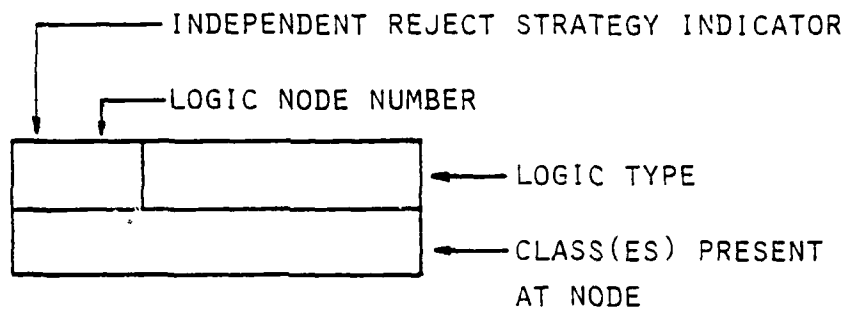 INDEPENDENT REJECT STRATEGY INDICATOR
LOGIC NODE NUMBER
LOGIC TYPE
CLASS(ES) PRESENT
AT NODE